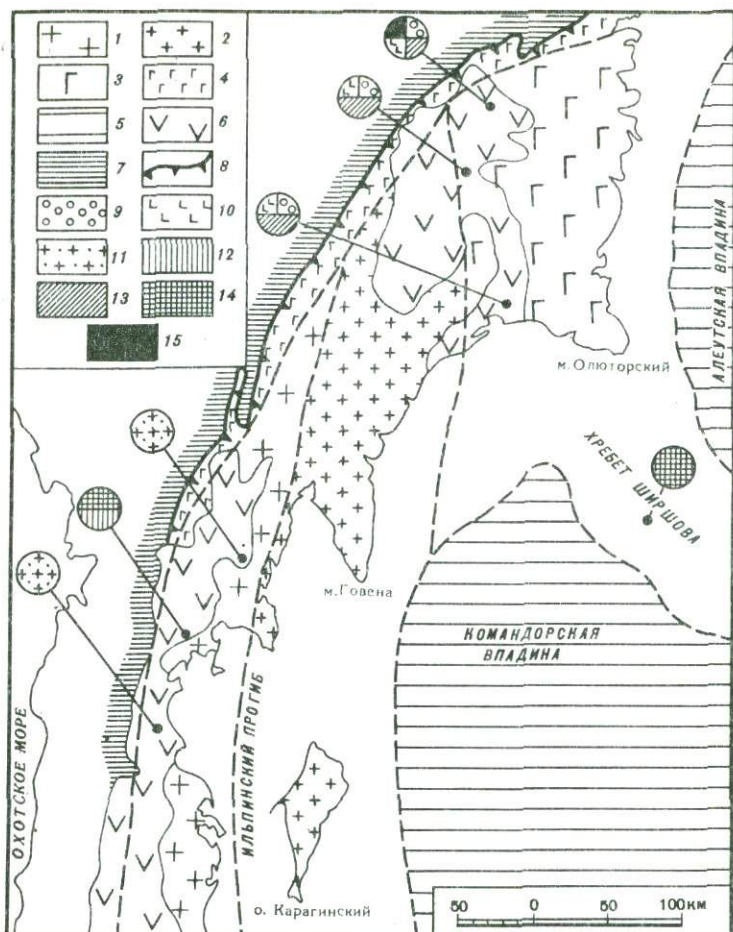 1 2
3 4
5 6
7 8
9 10
11 12
13 14
15
АЛЕУТСКАЯ ВПАДИНА
м. Олюторский
ХРЕБЕТ ШИРШОВА
м. Говена
КОМАНДОРСКАЯ
ВПАДИНА
ИЛЬПИНСКИЙ ПРОГИБ
ОХОТСКОЕ МОРЕ
о. Карагинский
50 0 50 100км